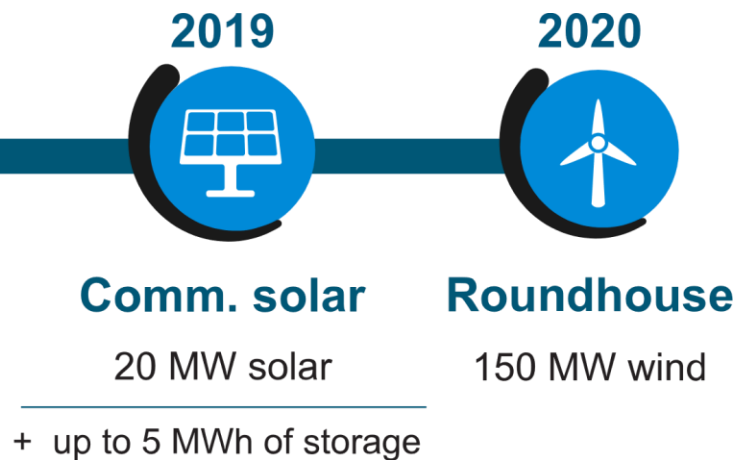 2019
2020
Comm. solar
Roundhouse
20 MW solar
150 MW wind
+ up to 5 MWh of storage